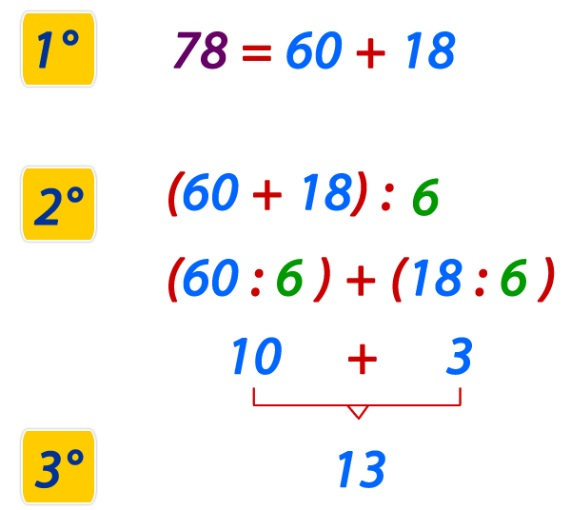 1° 78 = 60 + 18
2° (60 + 18) : 6
(60 : 6 ) + (18 : 6 )
10 + 3
3° 13